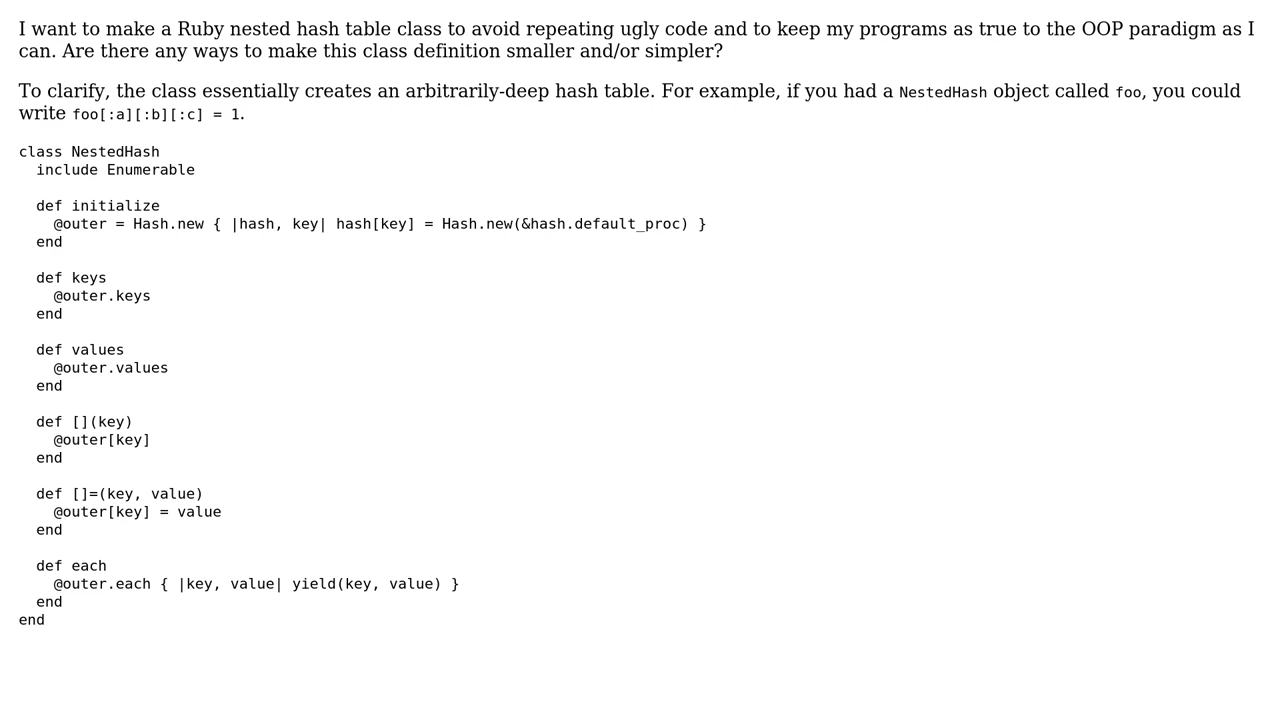 I want to make a Ruby nested hash table class to avoid repeating ugly code and to keep my programs as true to the OOP paradigm as I
can. Are there any ways to make this class definition smaller and/or simpler?
To clarify, the class essentially creates an arbitrarily-deep hash table. For example, if you had a NestedHash object called foo, you could
write foo[:a][:b][:c] = 1.
class NestedHash
  include Enumerable

  def initialize
    @outer = Hash.new { |hash, key| hash[key] = Hash.new(&hash.default_proc) }
  end

  def keys
    @outer.keys
  end

  def values
    @outer.values
  end

  def [](key)
    @outer[key]
  end

  def []=(key, value)
    @outer[key] = value
  end

  def each
    @outer.each { |key, value| yield(key, value) }
  end
end